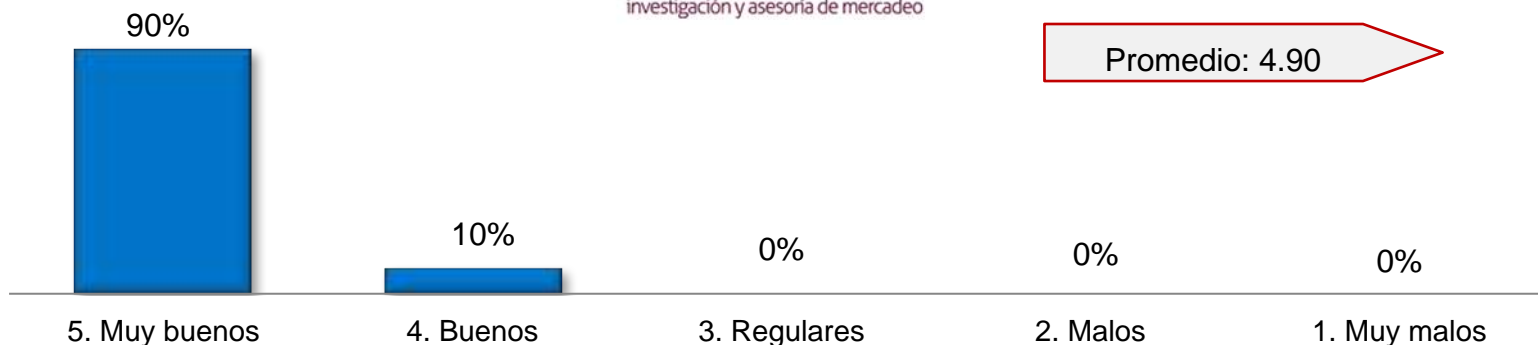 investigación y asesoría de mercadeo
90%
Promedio: 4.90
10%
0%
0%
0%
5. Muy buenos
4. Buenos
3. Regulares
2. Malos
1. Muy malos